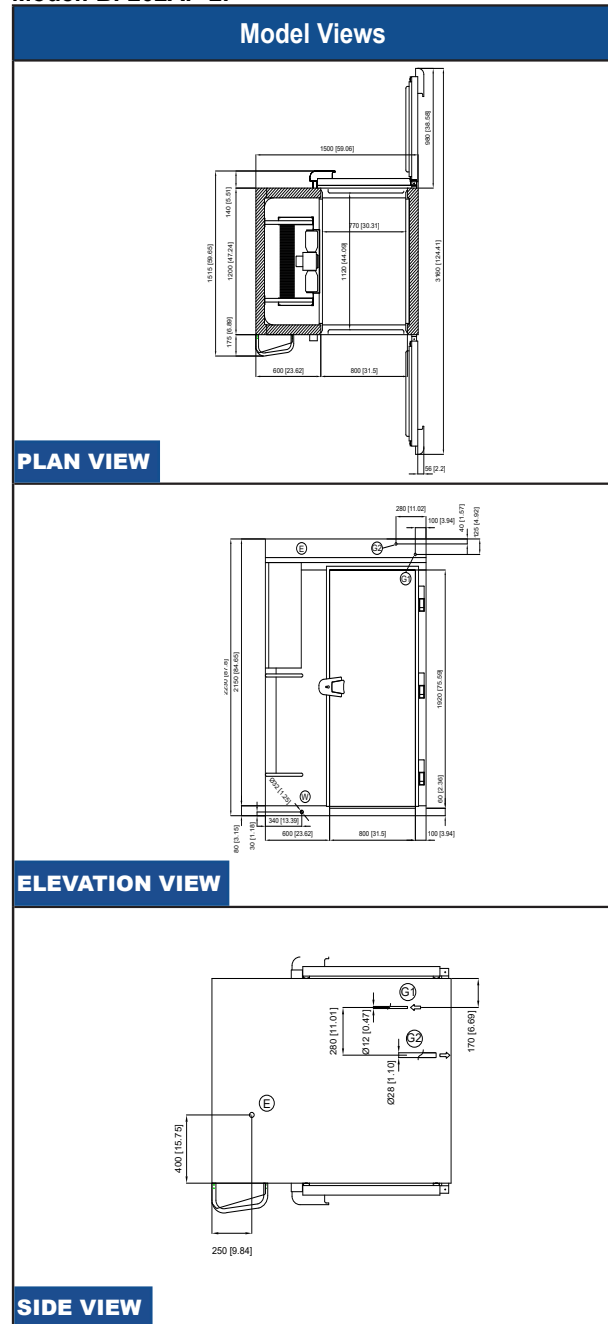 Model Views
980 [38.58]
1500 [59.06]
140 [5.51]
770 [30.31]
1515 [59.65]
1200 [47.24]
1120 [44.09]
3160 [124.41]
175 [6.89]
600 [23.62]
800 [31.5]
56 [2.2]
PLAN VIEW
280 [11.02]
100 [3.94]
40 [1.57]
125 [4.92]
E
G2
G1
2230 [87.8]
2150 [84.65]
1920 [75.59]
Ø32 [1.25]
W
60 [2.36]
340 [13.39]
80 [3.15]
30 [1.18]
600 [23.62]
800 [31.5]
100 [3.94]
ELEVATION VIEW
G1
280 [11.01]
Ø12 [0.47]
170 [6.69]
G2
Ø28 [1.10]
E
400 [15.75]
250 [9.84]
SIDE VIEW